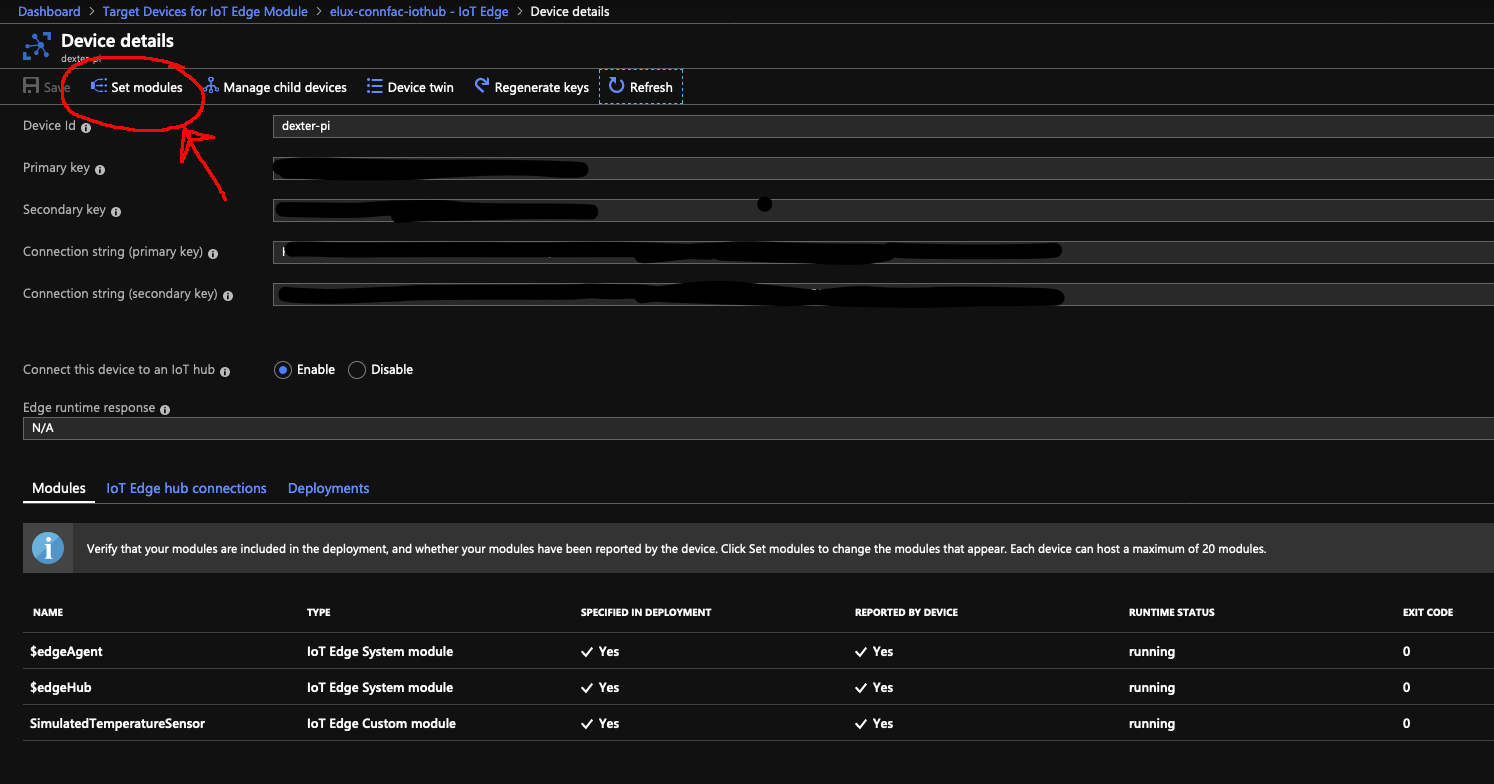 Dashboard > Target Devices for IoT Edge Module > elux-connfac-iothub - IoT Edge > Device details
Device details
dexter-pi
Save Set modules Manage child devices Device twin Regenerate keys Refresh
Device Id dexter-pi
Primary key
Secondary key
Connection string (primary key)
Connection string (secondary key)
Connect this device to an IoT hub Enable Disable
Edge runtime response
N/A
Modules IoT Edge hub connections Deployments
Verify that your modules are included in the deployment, and whether your modules have been reported by the device. Click Set modules to change the modules that appear. Each device can host a maximum of 20 modules.
NAME TYPE SPECIFIED IN DEPLOYMENT REPORTED BY DEVICE RUNTIME STATUS EXIT CODE
$edgeAgent IoT Edge System module Yes Yes running 0
$edgeHub IoT Edge System module Yes Yes running 0
SimulatedTemperatureSensor IoT Edge Custom module Yes Yes running 0